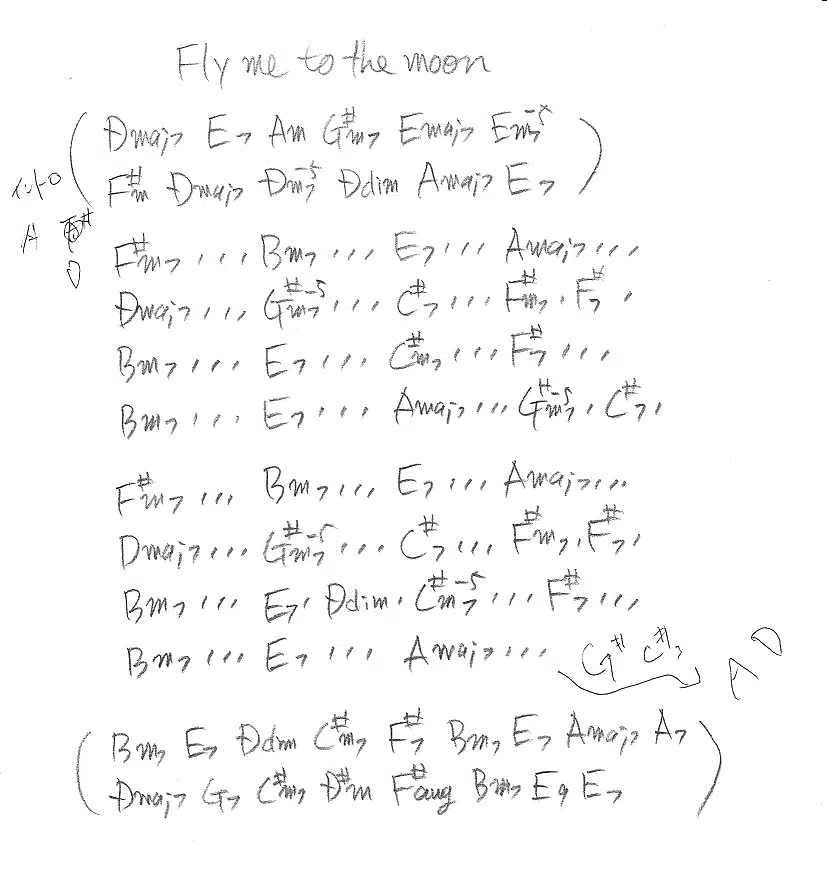 Fly me to the moon
( Dmaj7 E7 Am G#m7 Emaj7 Em7-5
イントロ F#m Dmaj7 Dm7-5 Ddim Amaj7 E7 )
A
D
F#m7 ,,, Bm7 ,,, E7 ,,, Amaj7 ,,,
Dmaj7 ,,, G#m7-5 ,,, C#7 ,,, F#m7 , F#7 ,
Bm7 ,,, E7 ,,, C#m7 ,,, F#7 ,,,
Bm7 ,,, E7 ,,, Amaj7 ,,, G#m7-5 , C#7 ,
F#m7 ,,, Bm7 ,,, E7 ,,, Amaj7 ,,,
Dmaj7 ,,, G#m7-5 ,,, C#7 ,,, F#m7 , F#7 ,
Bm7 ,,, E7 , Ddim , C#m7-5 ,,, F#7 ,,,
Bm7 ,,, E7 ,,, Amaj7 ,,, G# C#7 A D
( Bm7 E7 Ddim C#m7 F#7 Bm7 E7 Amaj7 A7
Dmaj7 G7 C#m7 D#m F#aug Bm7 E9 E7 )